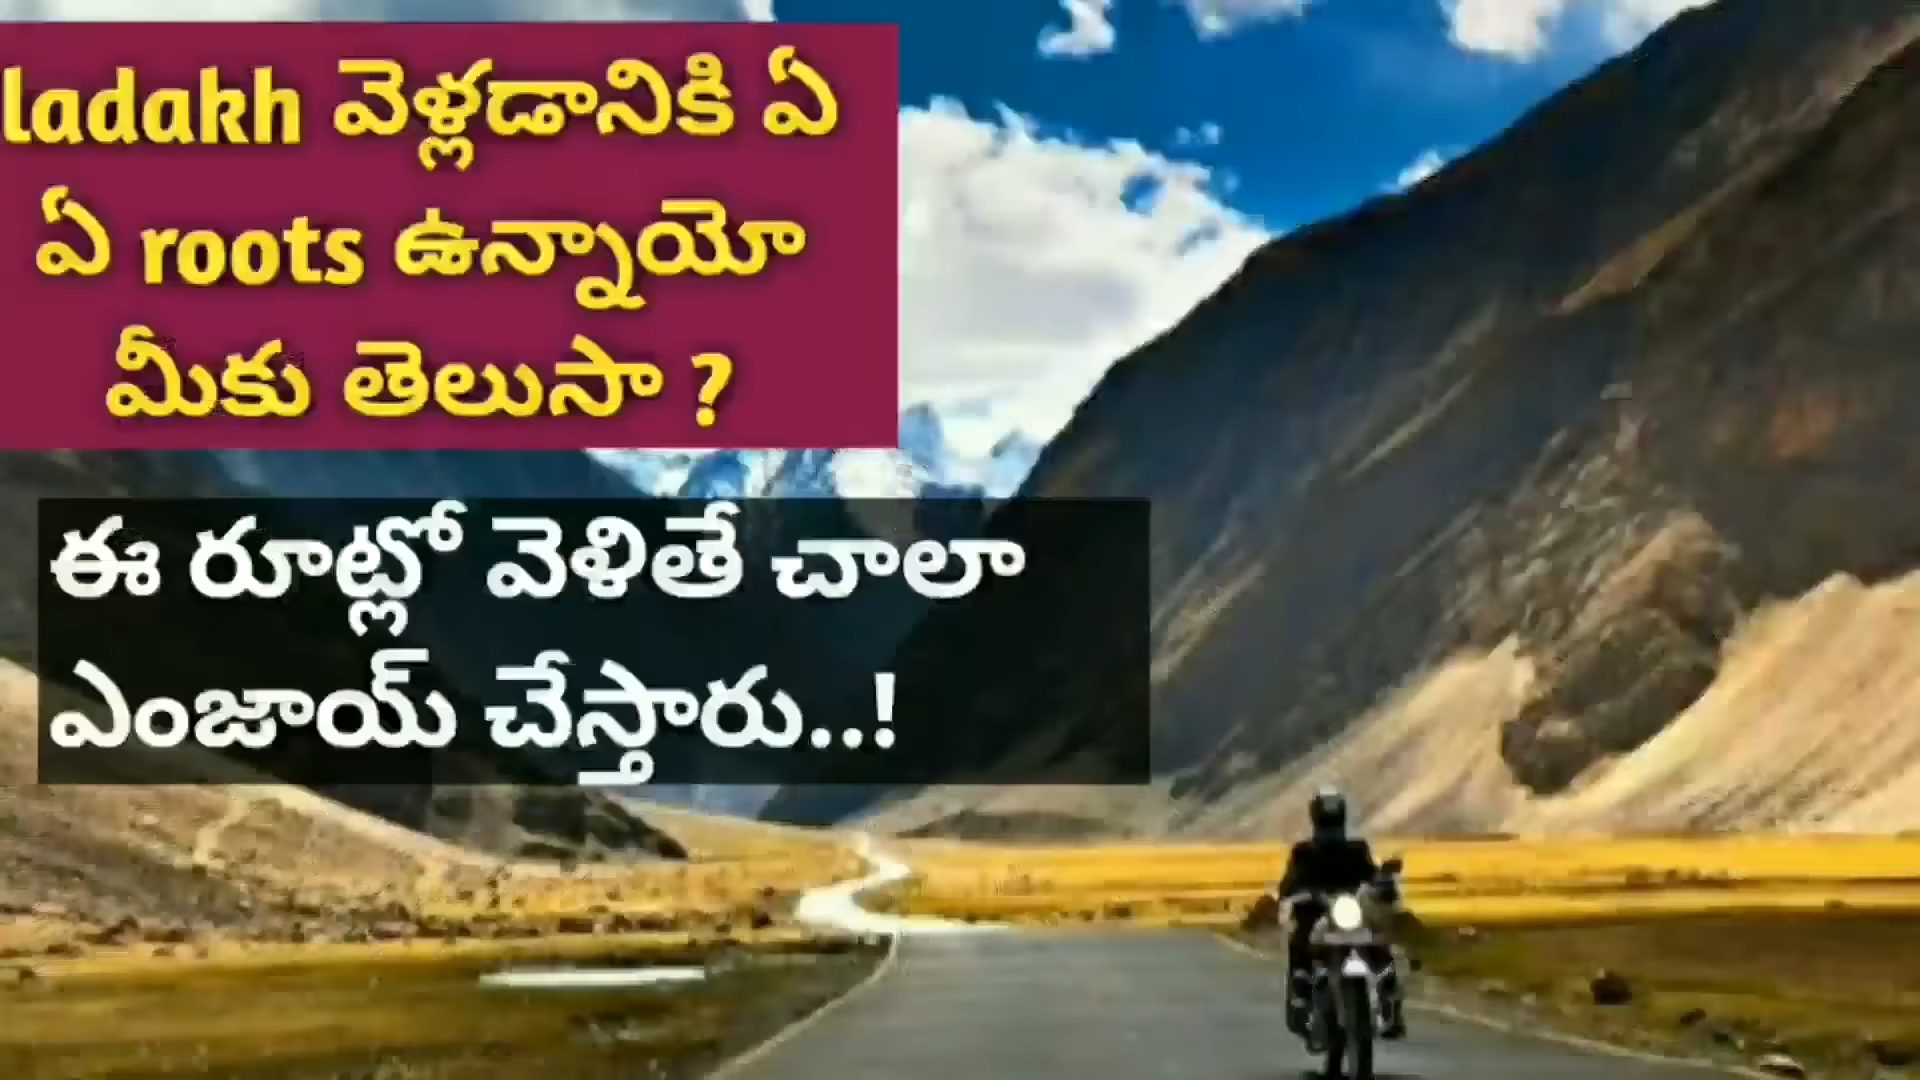 ladakh వెళ్లడానికి ఏ
ఏ roots ఉన్నాయో
మీకు తెలుసా ?
ఈ రూట్లో వెళితే చాలా
ఎంజాయ్ చేస్తారు..!